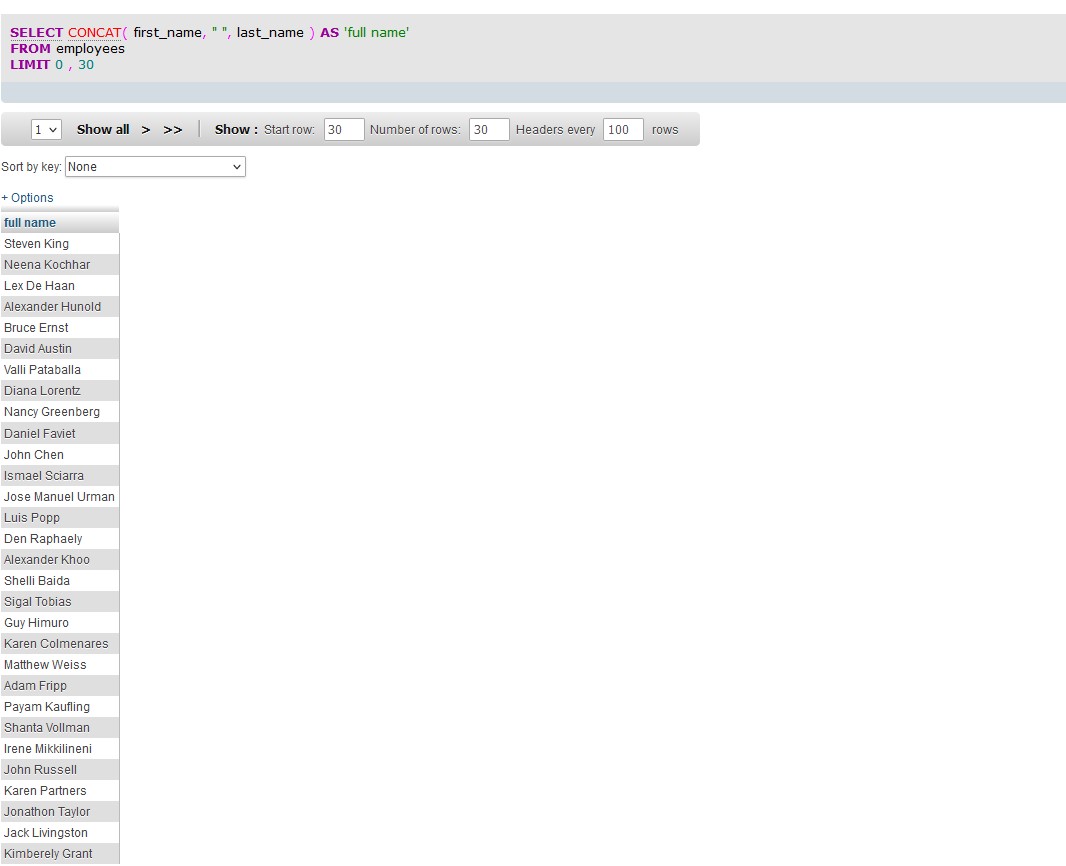 SELECT CONCAT( first_name, " ", last_name ) AS 'full name'
FROM employees
LIMIT 0 , 30
1 Show all > >> | Show : Start row: 30 Number of rows: 30 Headers every 100 rows
Sort by key: None
+ Options
full name
Steven King
Neena Kochhar
Lex De Haan
Alexander Hunold
Bruce Ernst
David Austin
Valli Pataballa
Diana Lorentz
Nancy Greenberg
Daniel Faviet
John Chen
Ismael Sciarra
Jose Manuel Urman
Luis Popp
Den Raphaely
Alexander Khoo
Shelli Baida
Sigal Tobias
Guy Himuro
Karen Colmenares
Matthew Weiss
Adam Fripp
Payam Kaufling
Shanta Vollman
Irene Mikkilineni
John Russell
Karen Partners
Jonathon Taylor
Jack Livingston
Kimberely Grant